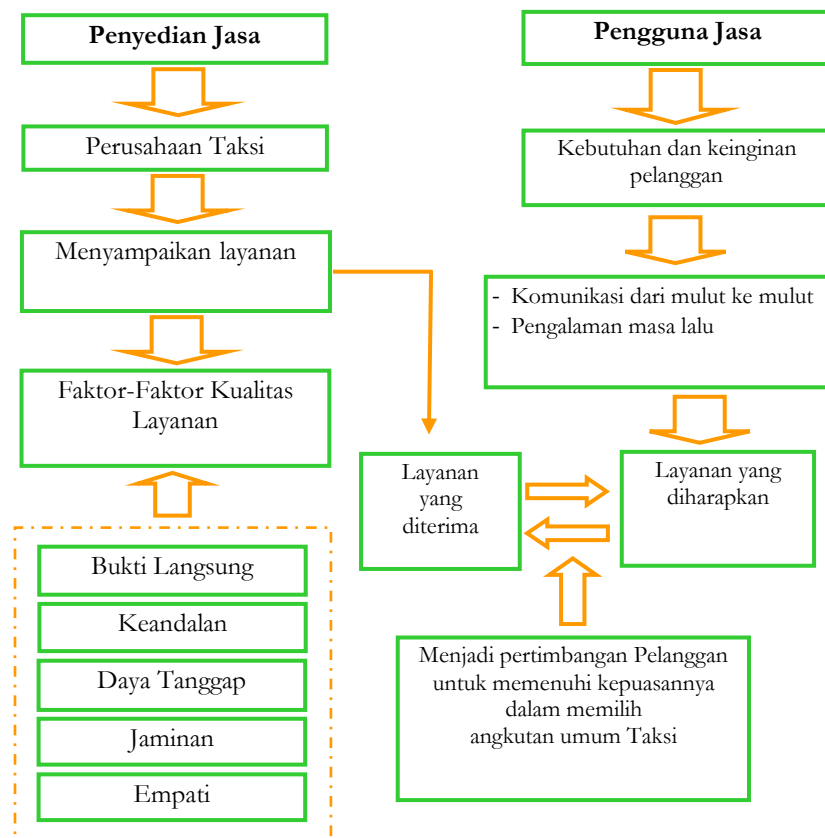 Penyedian Jasa
Perusahaan Taksi
Menyampaikan layanan
Faktor-Faktor Kualitas
Layanan
Bukti Langsung
Keandalan
Daya Tanggap
Jaminan
Empati
Pengguna Jasa
Kebutuhan dan keinginan
pelanggan
- Komunikasi dari mulut ke mulut
- Pengalaman masa lalu
Layanan
yang
diterima
Layanan yang
diharapkan
Menjadi pertimbangan Pelanggan
untuk memenuhi kepuasannya
dalam memilih
angkutan umum Taksi